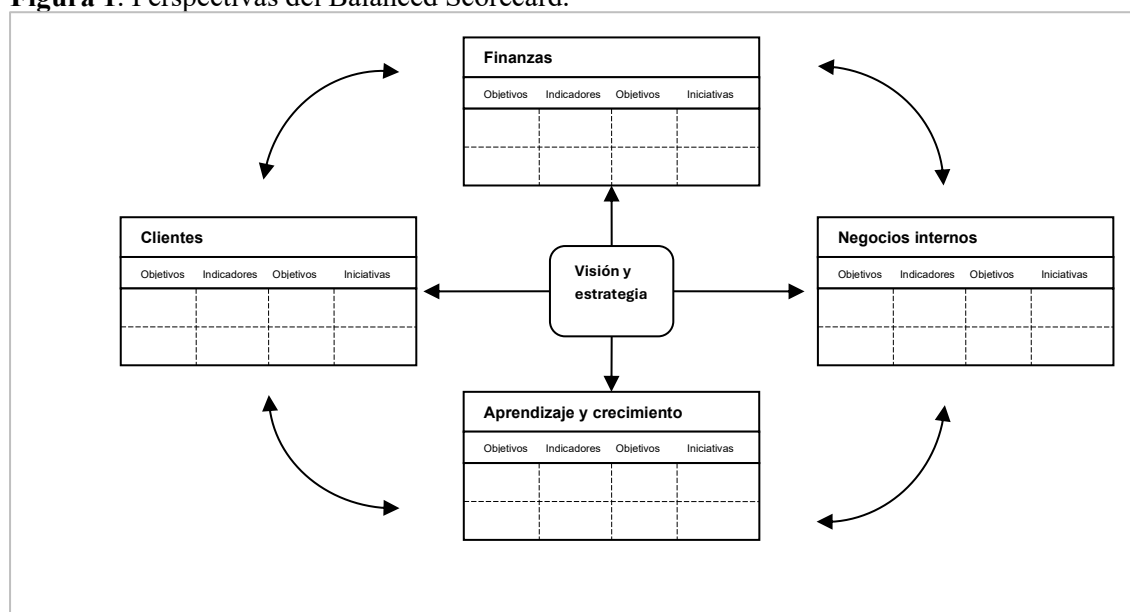 Figura 1. Perspectivas del Balanced Scorecard.
Finanzas
Objetivos Indicadores Objetivos Iniciativas
Clientes
Objetivos Indicadores Objetivos Iniciativas
Visión y
estrategia
Negocios internos
Objetivos Indicadores Objetivos Iniciativas
Aprendizaje y crecimiento
Objetivos Indicadores Objetivos Iniciativas